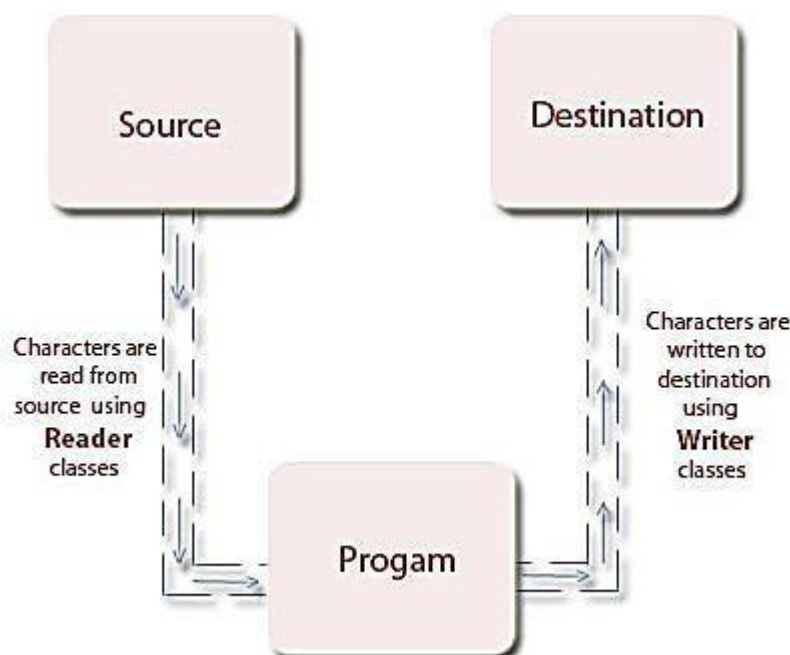 Source
Destination
Characters are
read from
source using
Reader
classes
Characters are
written to
destination
using
Writer
classes
Progam